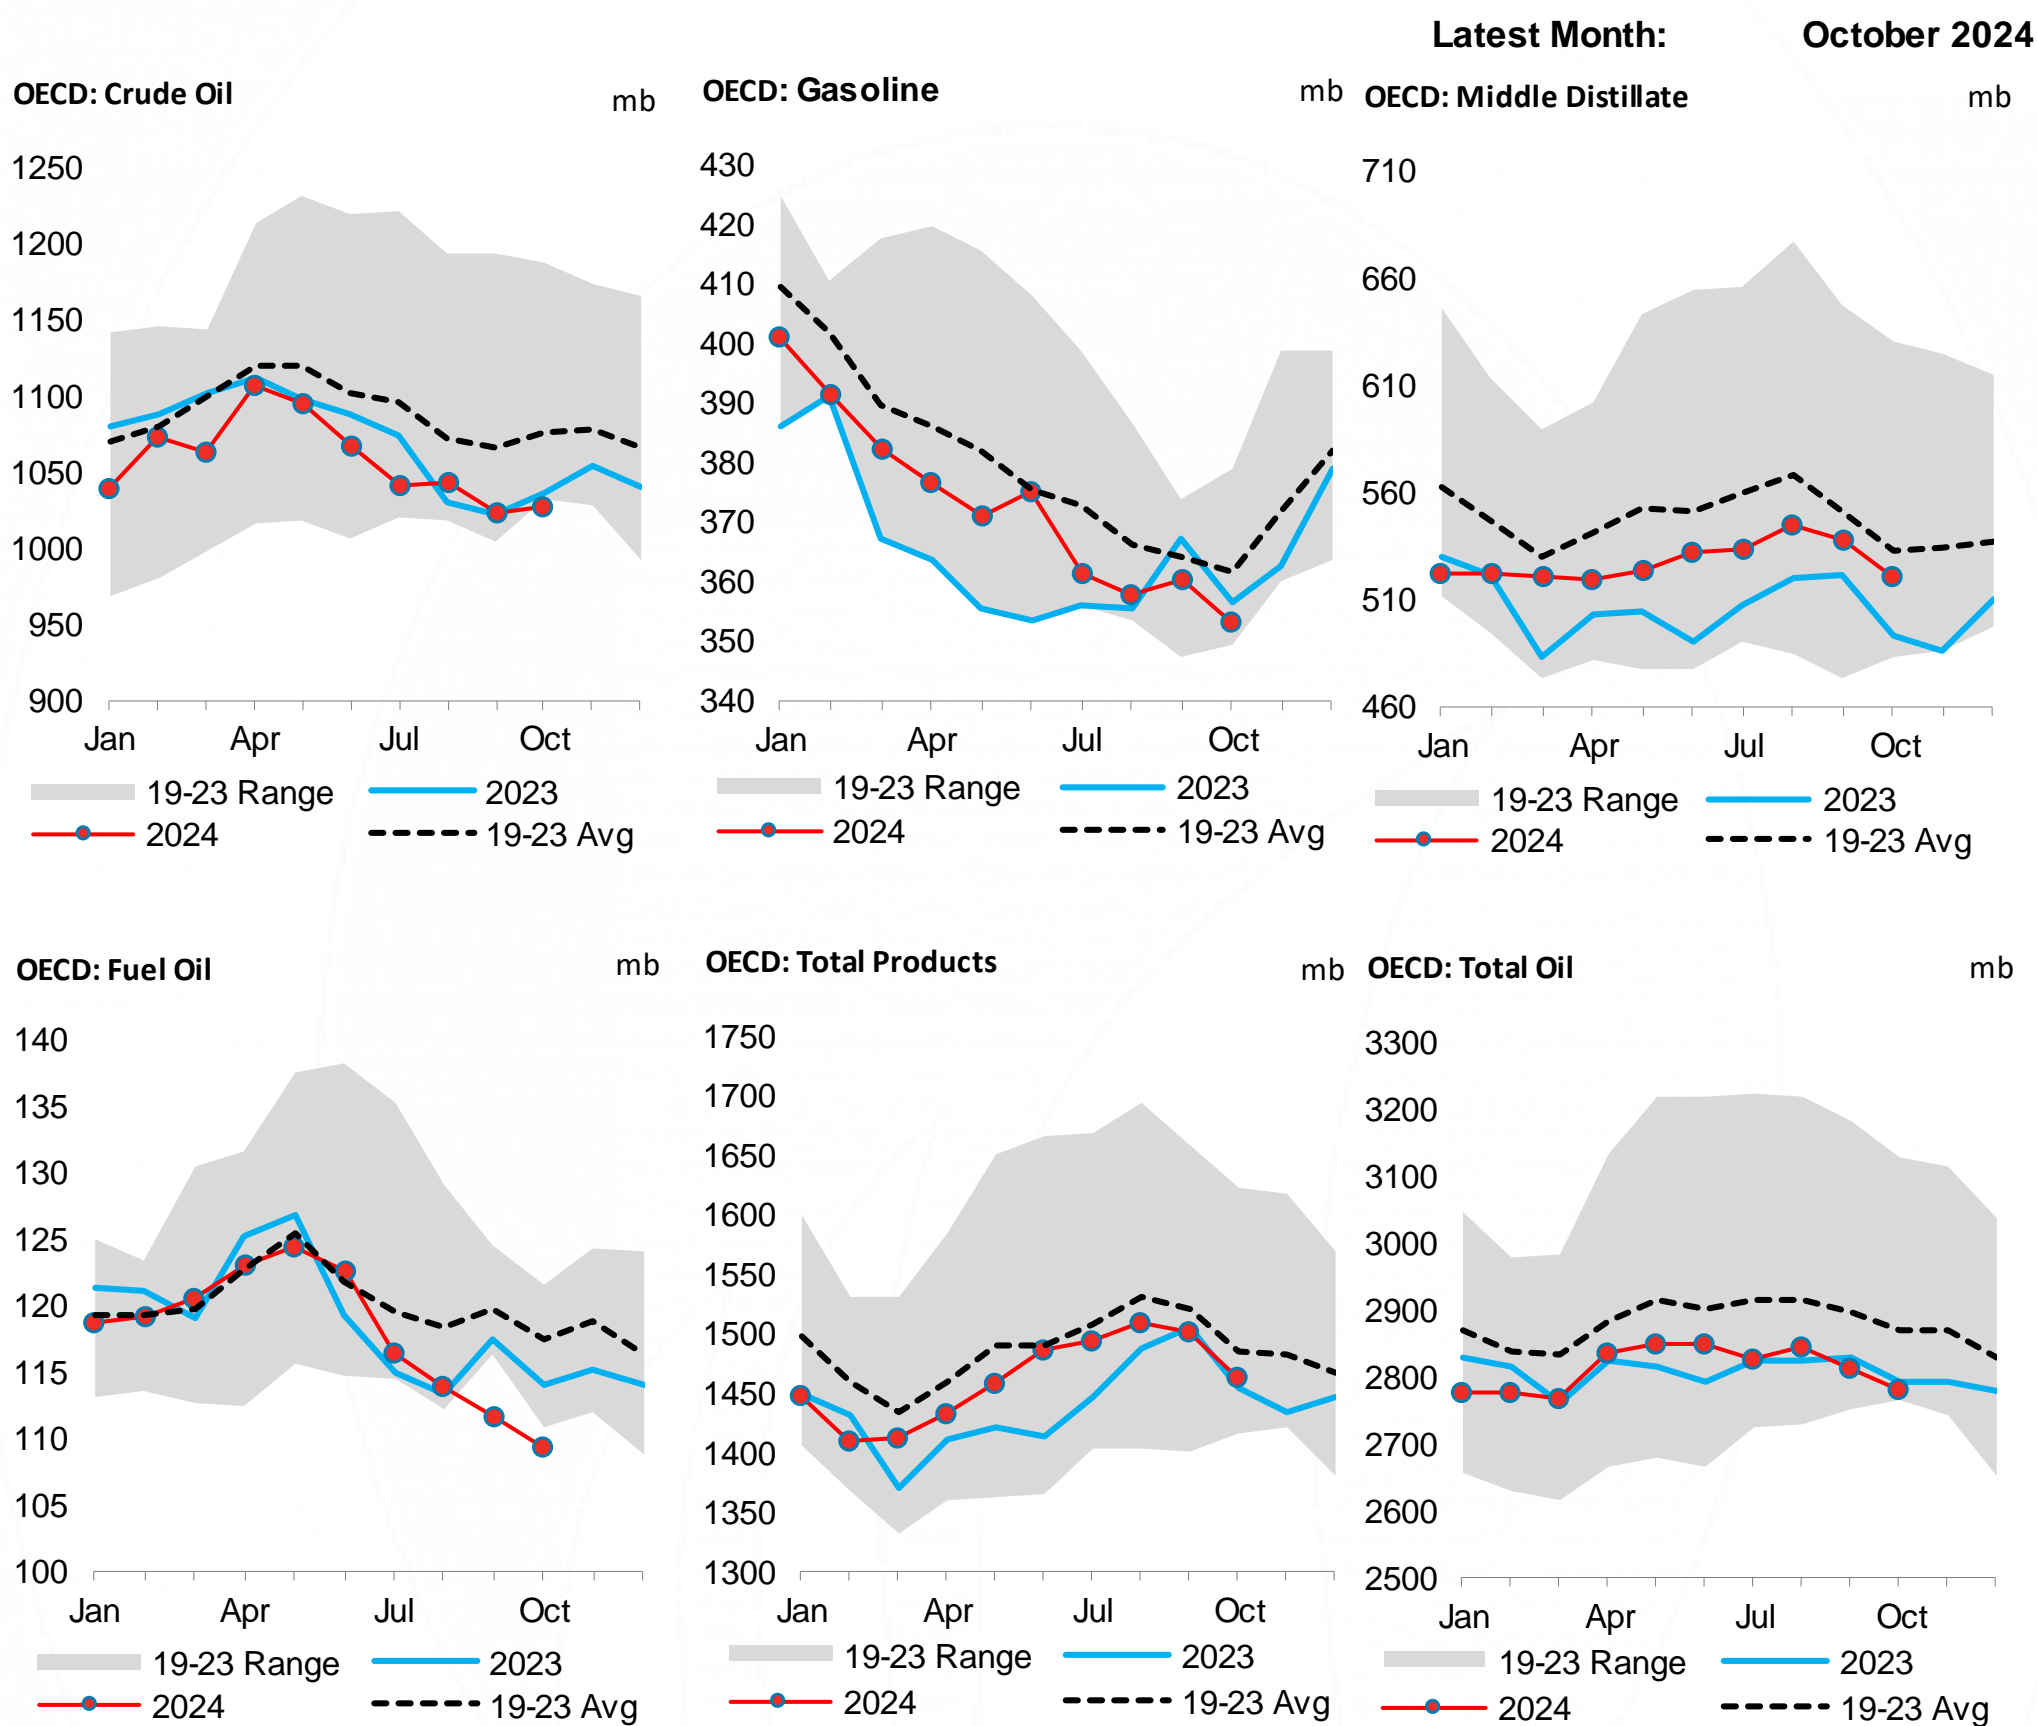 Latest Month: October 2024
OECD: Crude Oil mb
1250
1200
1150
1100
1050
1000
950
900
Jan Apr Jul Oct
19-23 Range 2023
2024 19-23 Avg
OECD: Gasoline mb
430
420
410
400
390
380
370
360
350
340
Jan Apr Jul Oct
19-23 Range 2023
2024 19-23 Avg
OECD: Middle Distillate mb
710
660
610
560
510
460
Jan Apr Jul Oct
19-23 Range 2023
2024 19-23 Avg
OECD: Fuel Oil mb
140
135
130
125
120
115
110
105
100
Jan Apr Jul Oct
19-23 Range 2023
2024 19-23 Avg
OECD: Total Products mb
1750
1700
1650
1600
1550
1500
1450
1400
1350
1300
Jan Apr Jul Oct
19-23 Range 2023
2024 19-23 Avg
OECD: Total Oil mb
3300
3200
3100
3000
2900
2800
2700
2600
2500
Jan Apr Jul Oct
19-23 Range 2023
2024 19-23 Avg